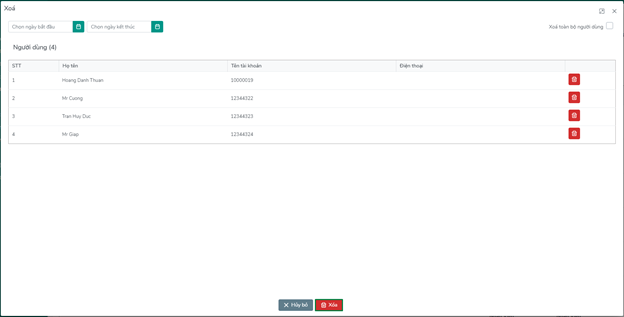 Xoá
Chọn ngày bắt đầu Chọn ngày kết thúc Xoá toàn bộ người dùng
Người dùng (4)
STT Họ tên Tên tài khoản Điện thoại
1 Hoang Danh Thuan 10000019
2 Mr Cuong 12344322
3 Tran Huy Duc 12344323
4 Mr Giap 12344324
Hủy bỏ Xóa